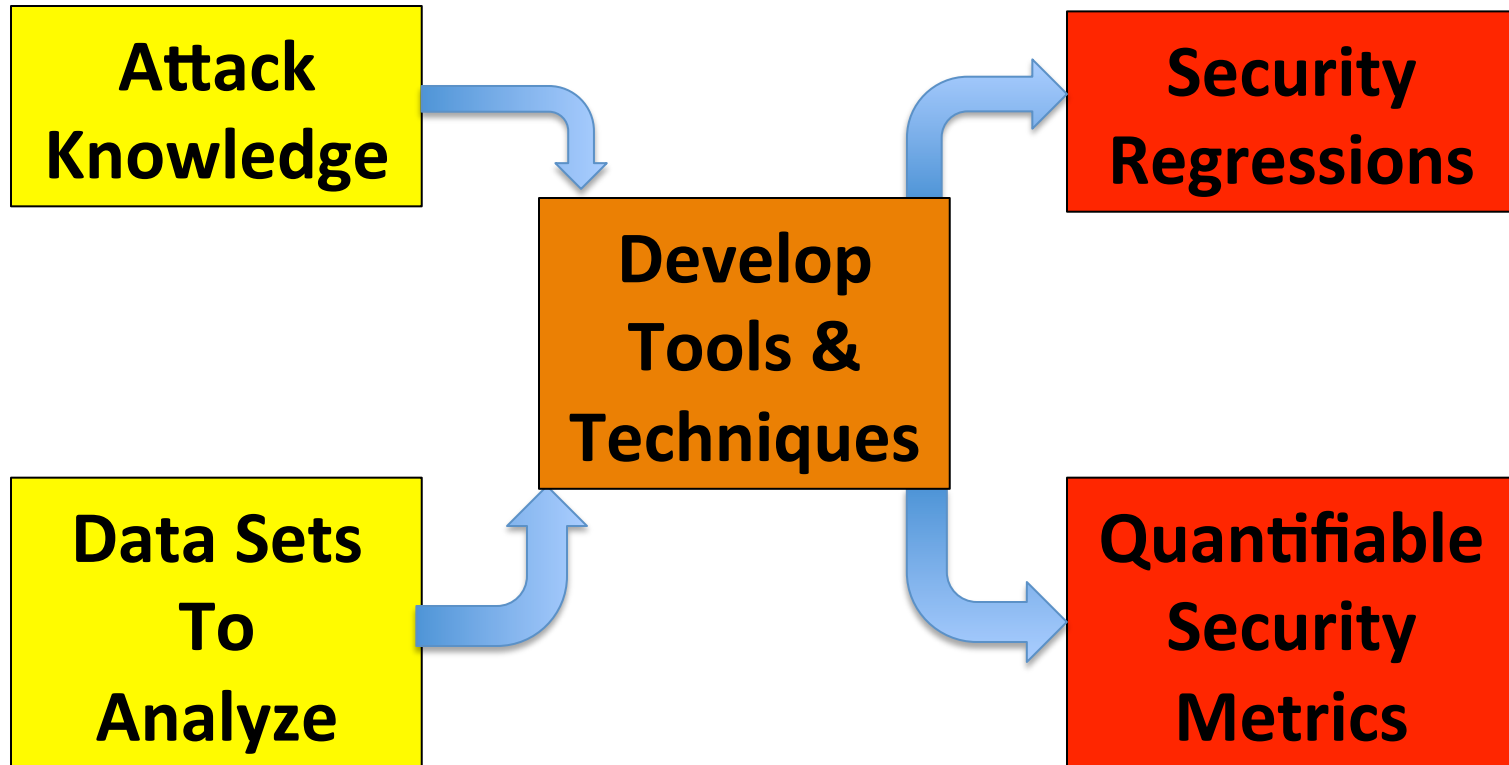 Attack
Knowledge
Security
Regressions
Develop
Tools &
Techniques
Data Sets
To
Analyze
Quantifiable
Security
Metrics